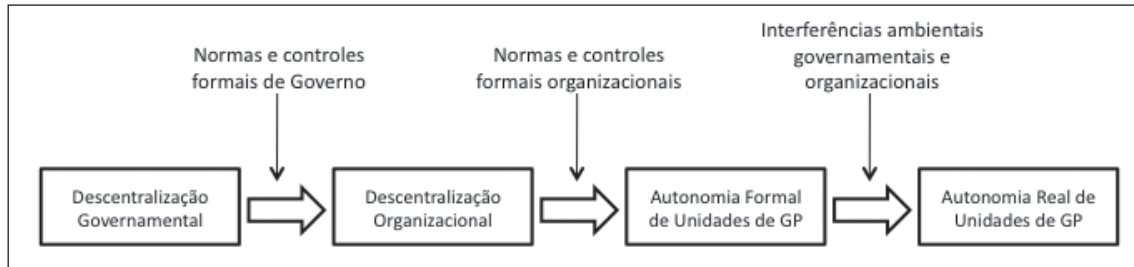 Normas e controles
formais de Governo
Normas e controles
formais organizacionais
Interferências ambientais
governamentais e
organizacionais
Descentralização
Governamental
Descentralização
Organizacional
Autonomia Formal
de Unidades de GP
Autonomia Real de
Unidades de GP